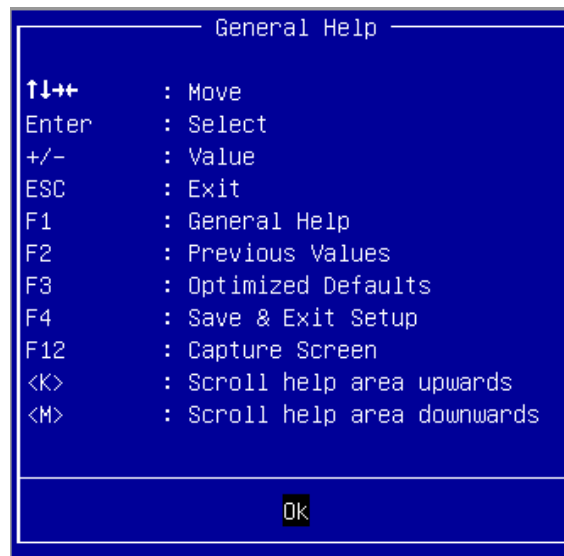 General Help
↑↓→← : Move
Enter : Select
+/- : Value
ESC : Exit
F1 : General Help
F2 : Previous Values
F3 : Optimized Defaults
F4 : Save & Exit Setup
F12 : Capture Screen
<K> : Scroll help area upwards
<M> : Scroll help area downwards
Ok